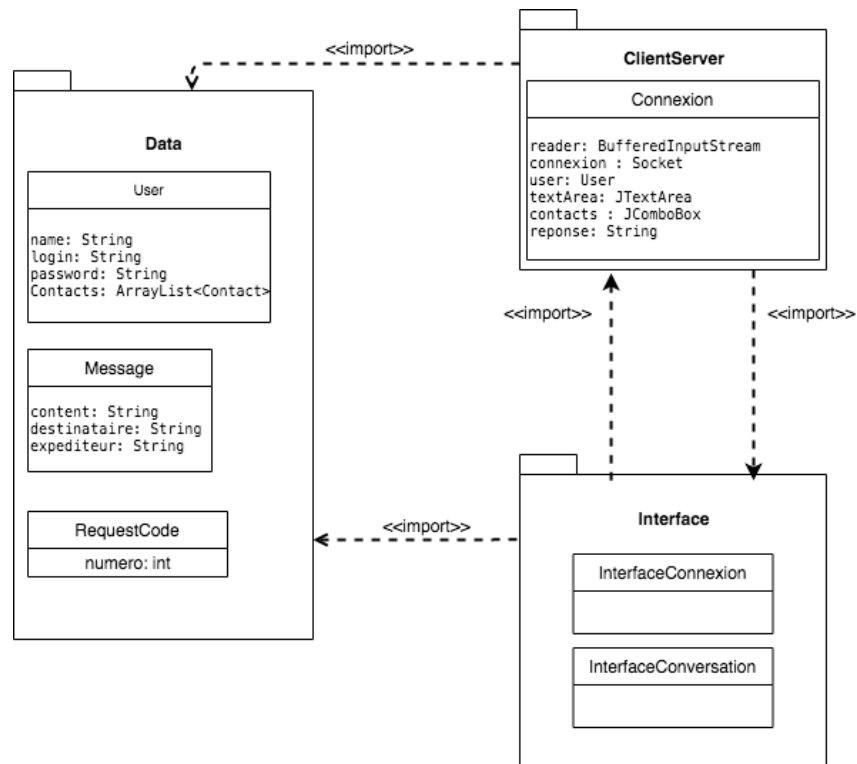 <<import>>
ClientServer
Connexion
reader: BufferedInputStream
connexion : Socket
user: User
textArea: JTextArea
contacts : JComboBox
reponse: String
Data
User
name: String
login: String
password: String
Contacts: ArrayList<Contact>
Message
content: String
destinataire: String
expediteur: String
RequestCode
numero: int
<<import>>
<<import>>
<<import>>
Interface
InterfaceConnexion
InterfaceConversation